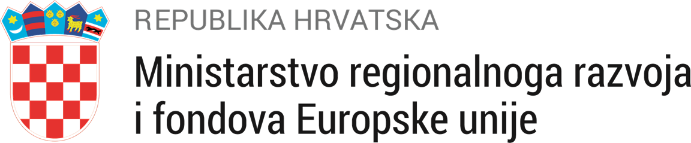 REPUBLIKA HRVATSKA
Ministarstvo regionalnoga razvoja
i fondova Europske unije